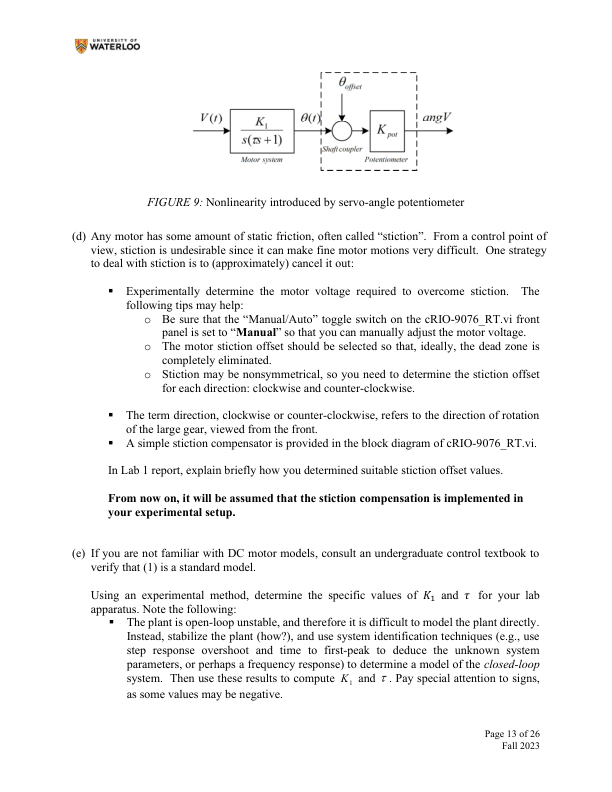 UNIVERSITY OF
WATERLOO
θoffset
V(t)
K1
s(τs + 1)
θ(t)
Kpot
angV
Motor system
Shaft coupler
Potentiometer
FIGURE 9: Nonlinearity introduced by servo-angle potentiometer
(d) Any motor has some amount of static friction, often called “stiction”. From a control point of
view, stiction is undesirable since it can make fine motor motions very difficult. One strategy
to deal with stiction is to (approximately) cancel it out:
▪ Experimentally determine the motor voltage required to overcome stiction. The
following tips may help:
o Be sure that the “Manual/Auto” toggle switch on the cRIO-9076_RT.vi front
panel is set to “Manual” so that you can manually adjust the motor voltage.
o The motor stiction offset should be selected so that, ideally, the dead zone is
completely eliminated.
o Stiction may be nonsymmetrical, so you need to determine the stiction offset
for each direction: clockwise and counter-clockwise.
▪ The term direction, clockwise or counter-clockwise, refers to the direction of rotation
of the large gear, viewed from the front.
▪ A simple stiction compensator is provided in the block diagram of cRIO-9076_RT.vi.
In Lab 1 report, explain briefly how you determined suitable stiction offset values.
From now on, it will be assumed that the stiction compensation is implemented in
your experimental setup.
(e) If you are not familiar with DC motor models, consult an undergraduate control textbook to
verify that (1) is a standard model.
Using an experimental method, determine the specific values of K1 and τ for your lab
apparatus. Note the following:
▪ The plant is open-loop unstable, and therefore it is difficult to model the plant directly.
Instead, stabilize the plant (how?), and use system identification techniques (e.g., use
step response overshoot and time to first-peak to deduce the unknown system
parameters, or perhaps a frequency response) to determine a model of the closed-loop
system. Then use these results to compute K1 and τ. Pay special attention to signs,
as some values may be negative.
Page 13 of 26
Fall 2023